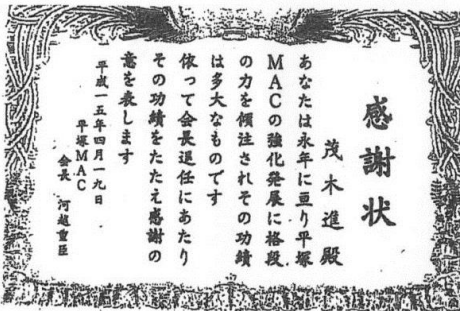 感謝状
茂木進殿
あなたは永年に亘り平塚
MACの強化発展に格段
の力を傾注されその功績
は多大なものです
依って会長退任にあたり
その功績をたたえ感謝の
意を表します
平成一五年四月一九日
平塚MAC
会長 河越重臣